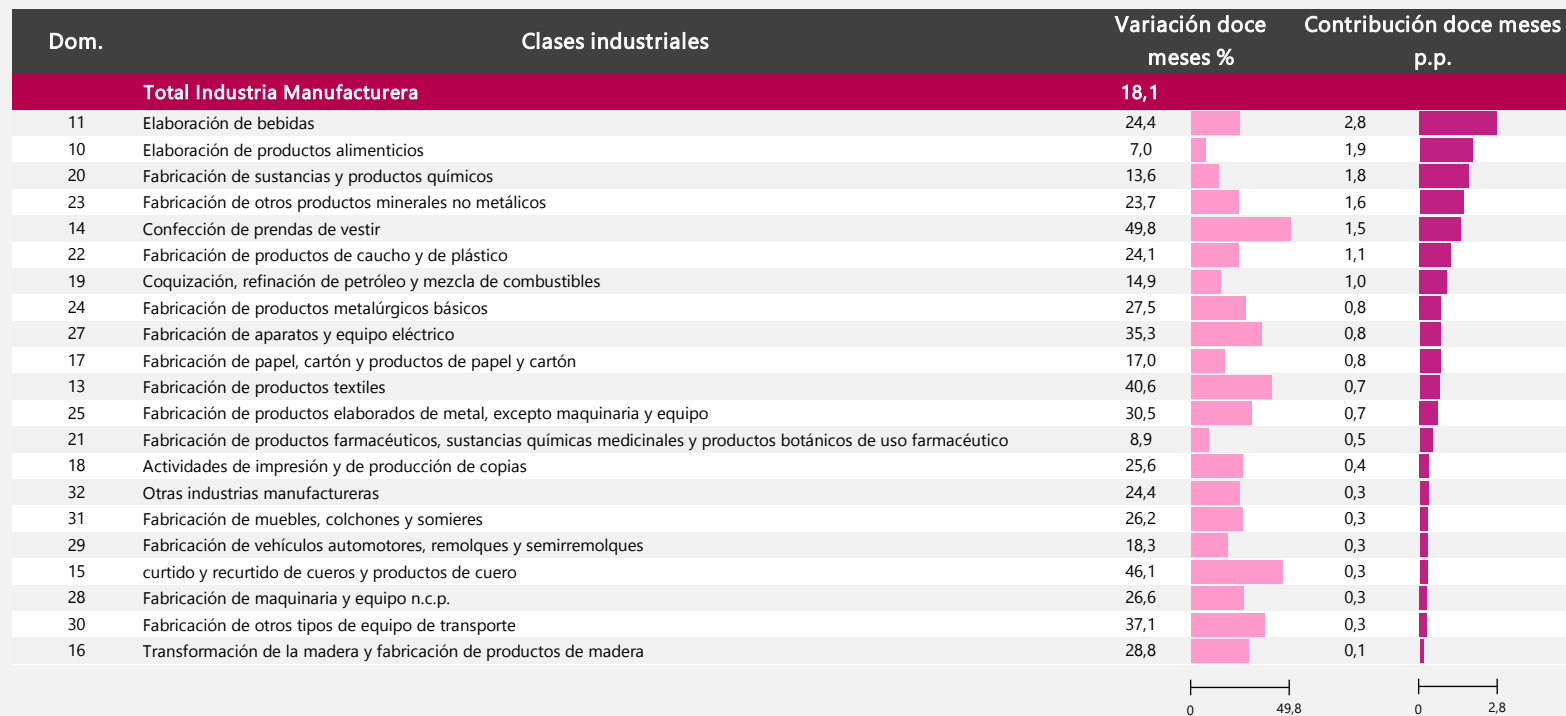 Dom. Clases industriales Variación doce meses % Contribución doce meses p.p.
Total Industria Manufacturera 18,1
11 Elaboración de bebidas 24,4 2,8
10 Elaboración de productos alimenticios 7,0 1,9
20 Fabricación de sustancias y productos químicos 13,6 1,8
23 Fabricación de otros productos minerales no metálicos 23,7 1,6
14 Confección de prendas de vestir 49,8 1,5
22 Fabricación de productos de caucho y de plástico 24,1 1,1
19 Coquización, refinación de petróleo y mezcla de combustibles 14,9 1,0
24 Fabricación de productos metalúrgicos básicos 27,5 0,8
27 Fabricación de aparatos y equipo eléctrico 35,3 0,8
17 Fabricación de papel, cartón y productos de papel y cartón 17,0 0,8
13 Fabricación de productos textiles 40,6 0,7
25 Fabricación de productos elaborados de metal, excepto maquinaria y equipo 30,5 0,7
21 Fabricación de productos farmacéuticos, sustancias químicas medicinales y productos botánicos de uso farmacéutico 8,9 0,5
18 Actividades de impresión y de producción de copias 25,6 0,4
32 Otras industrias manufactureras 24,4 0,3
31 Fabricación de muebles, colchones y somieres 26,2 0,3
29 Fabricación de vehículos automotores, remolques y semirremolques 18,3 0,3
15 curtido y recurtido de cueros y productos de cuero 46,1 0,3
28 Fabricación de maquinaria y equipo n.c.p. 26,6 0,3
30 Fabricación de otros tipos de equipo de transporte 37,1 0,3
16 Transformación de la madera y fabricación de productos de madera 28,8 0,1
0 49,8 0 2,8